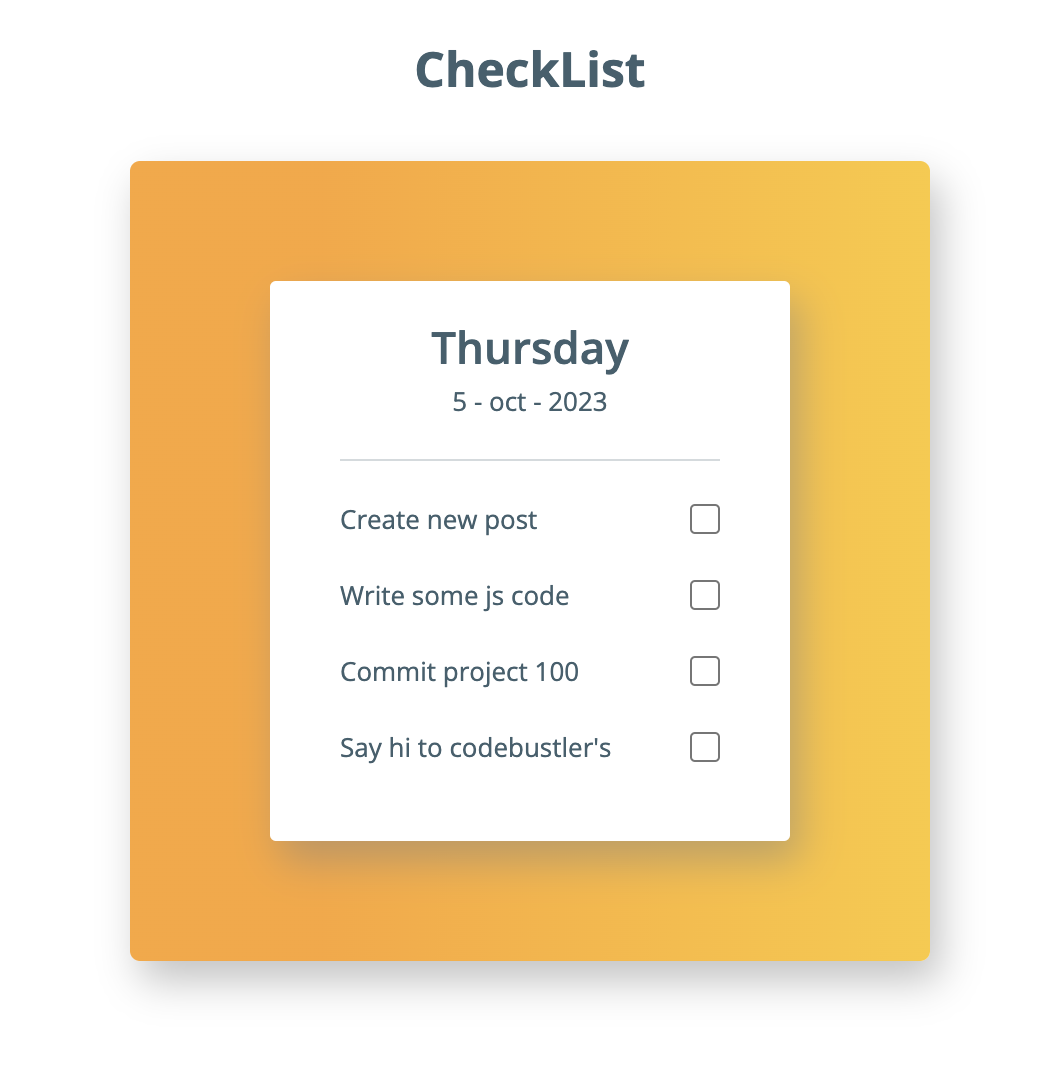 CheckList
Thursday
5 - oct - 2023
Create new post
Write some js code
Commit project 100
Say hi to codebustler's